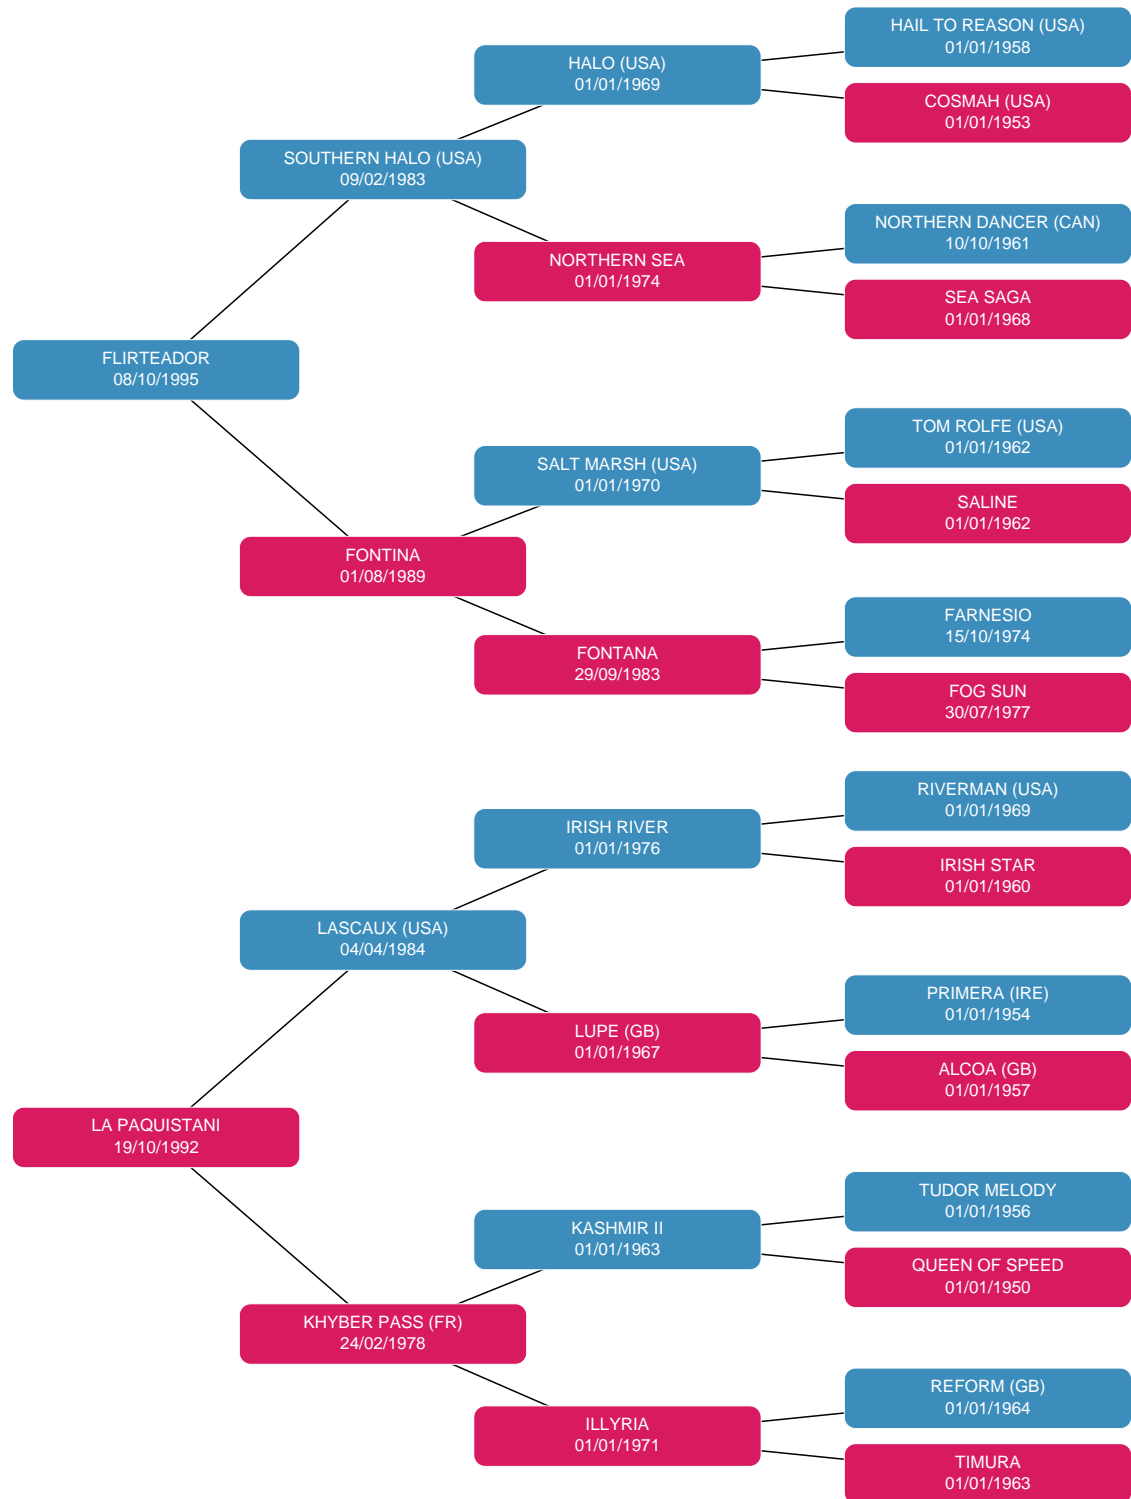 HAIL TO REASON (USA)
01/01/1958
HALO (USA)
01/01/1969
COSMAH (USA)
01/01/1953
SOUTHERN HALO (USA)
09/02/1983
NORTHERN DANCER (CAN)
10/10/1961
NORTHERN SEA
01/01/1974
SEA SAGA
01/01/1968
FLIRTEADOR
08/10/1995
TOM ROLFE (USA)
01/01/1962
SALT MARSH (USA)
01/01/1970
SALINE
01/01/1962
FONTINA
01/08/1989
FARNESIO
15/10/1974
FONTANA
29/09/1983
FOG SUN
30/07/1977
RIVERMAN (USA)
01/01/1969
IRISH RIVER
01/01/1976
IRISH STAR
01/01/1960
LASCAUX (USA)
04/04/1984
PRIMERA (IRE)
01/01/1954
LUPE (GB)
01/01/1967
ALCOA (GB)
01/01/1957
LA PAQUISTANI
19/10/1992
TUDOR MELODY
01/01/1956
KASHMIR II
01/01/1963
QUEEN OF SPEED
01/01/1950
KHYBER PASS (FR)
24/02/1978
REFORM (GB)
01/01/1964
ILLYRIA
01/01/1971
TIMURA
01/01/1963